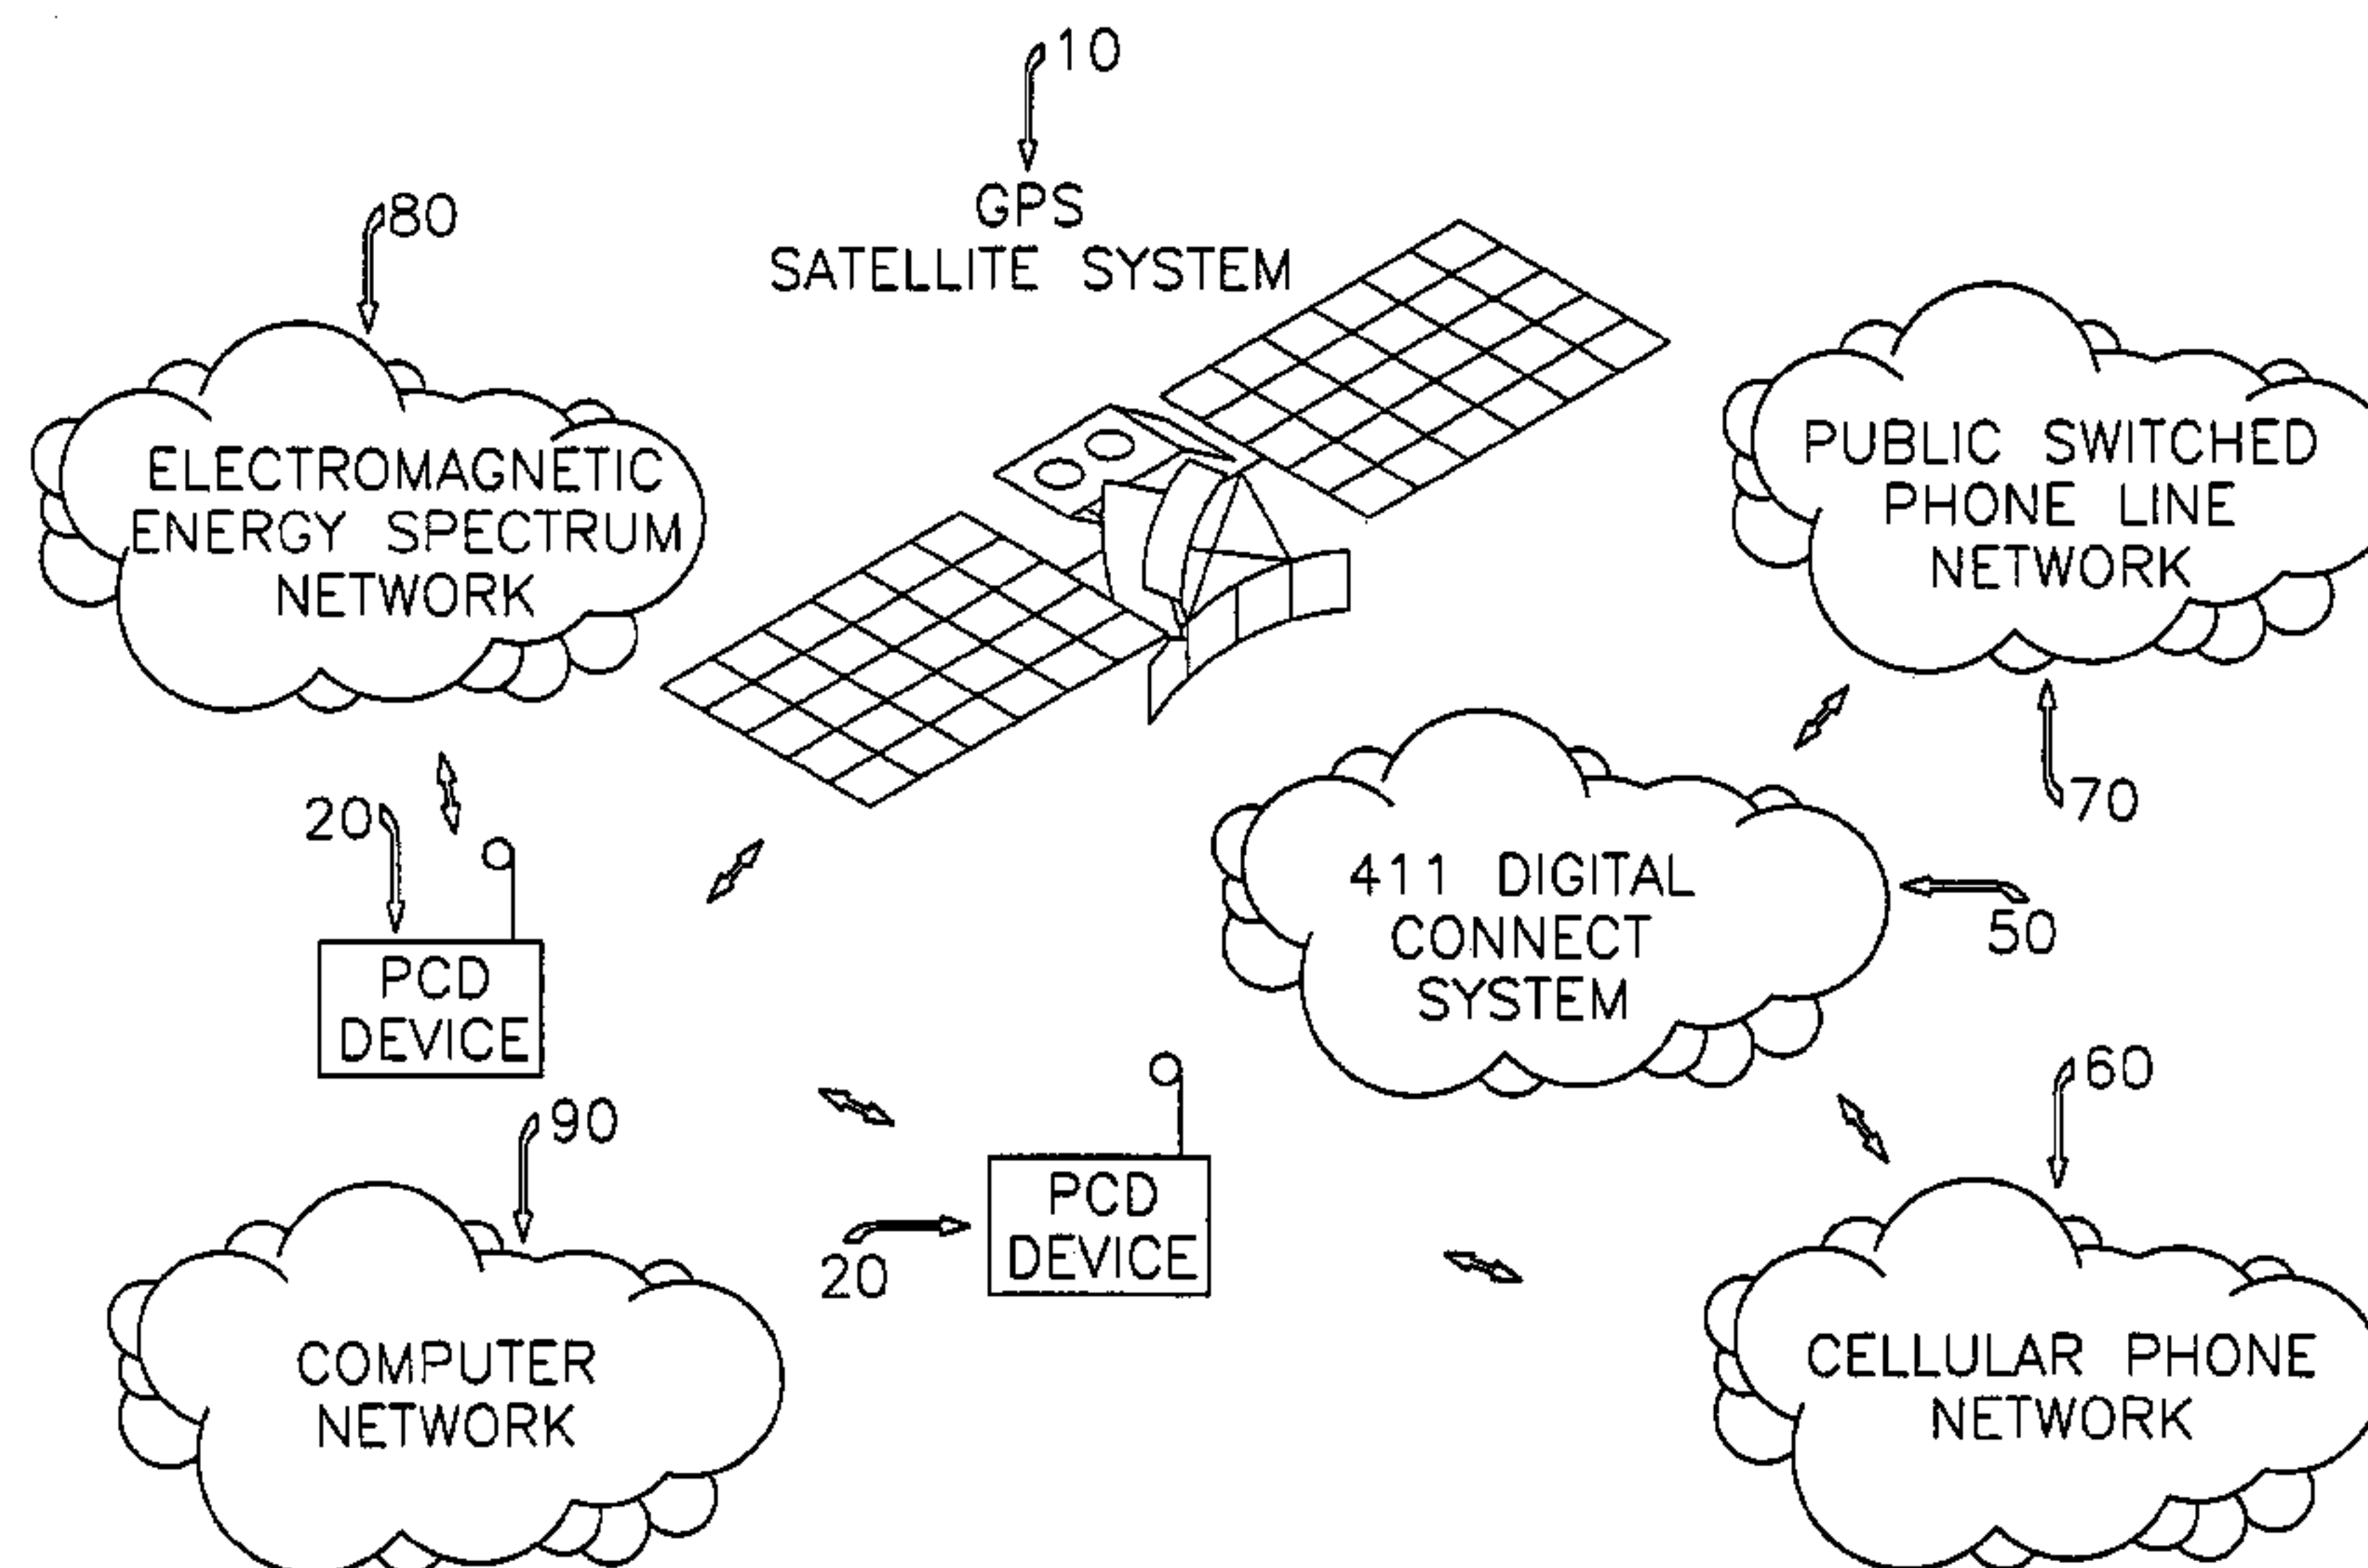 10
GPS
SATELLITE SYSTEM
80
ELECTROMAGNETIC
ENERGY SPECTRUM
NETWORK
PUBLIC SWITCHED
PHONE LINE
NETWORK
70
20
PCD
DEVICE
411 DIGITAL
CONNECT
SYSTEM
50
90
COMPUTER
NETWORK
20
PCD
DEVICE
60
CELLULAR PHONE
NETWORK